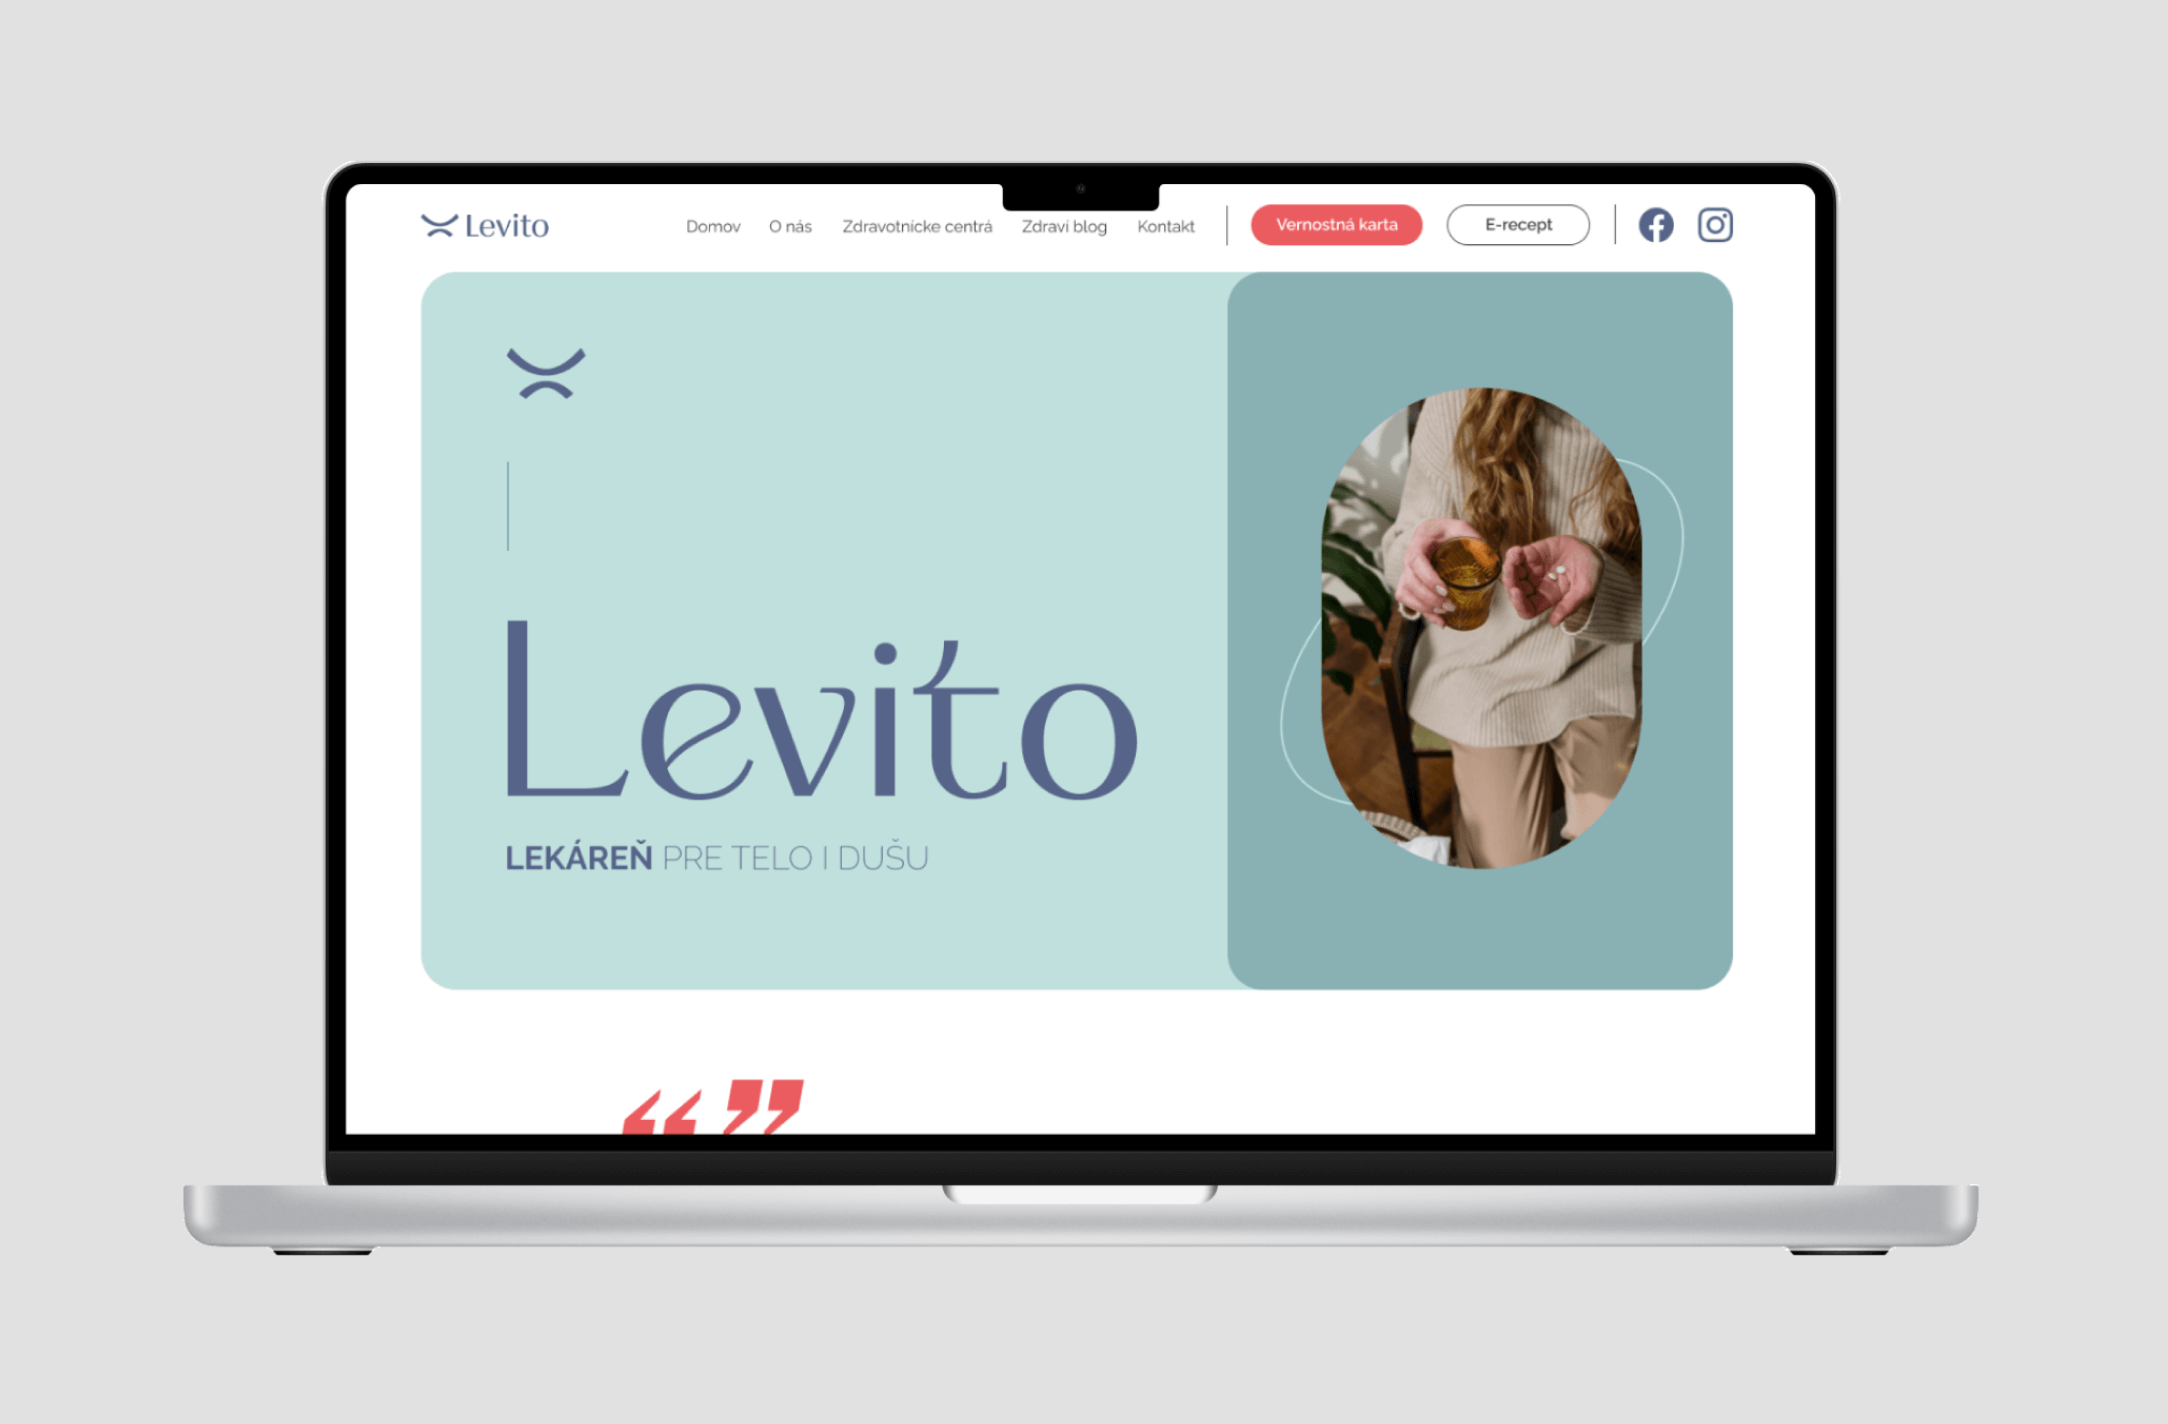 Levito
Domov O nás Zdravotnícke centrá Zdraví blog Kontakt Vernostná karta E-recept
Levito
LEKÁREŇ PRE TELO I DUŠU
“ ”